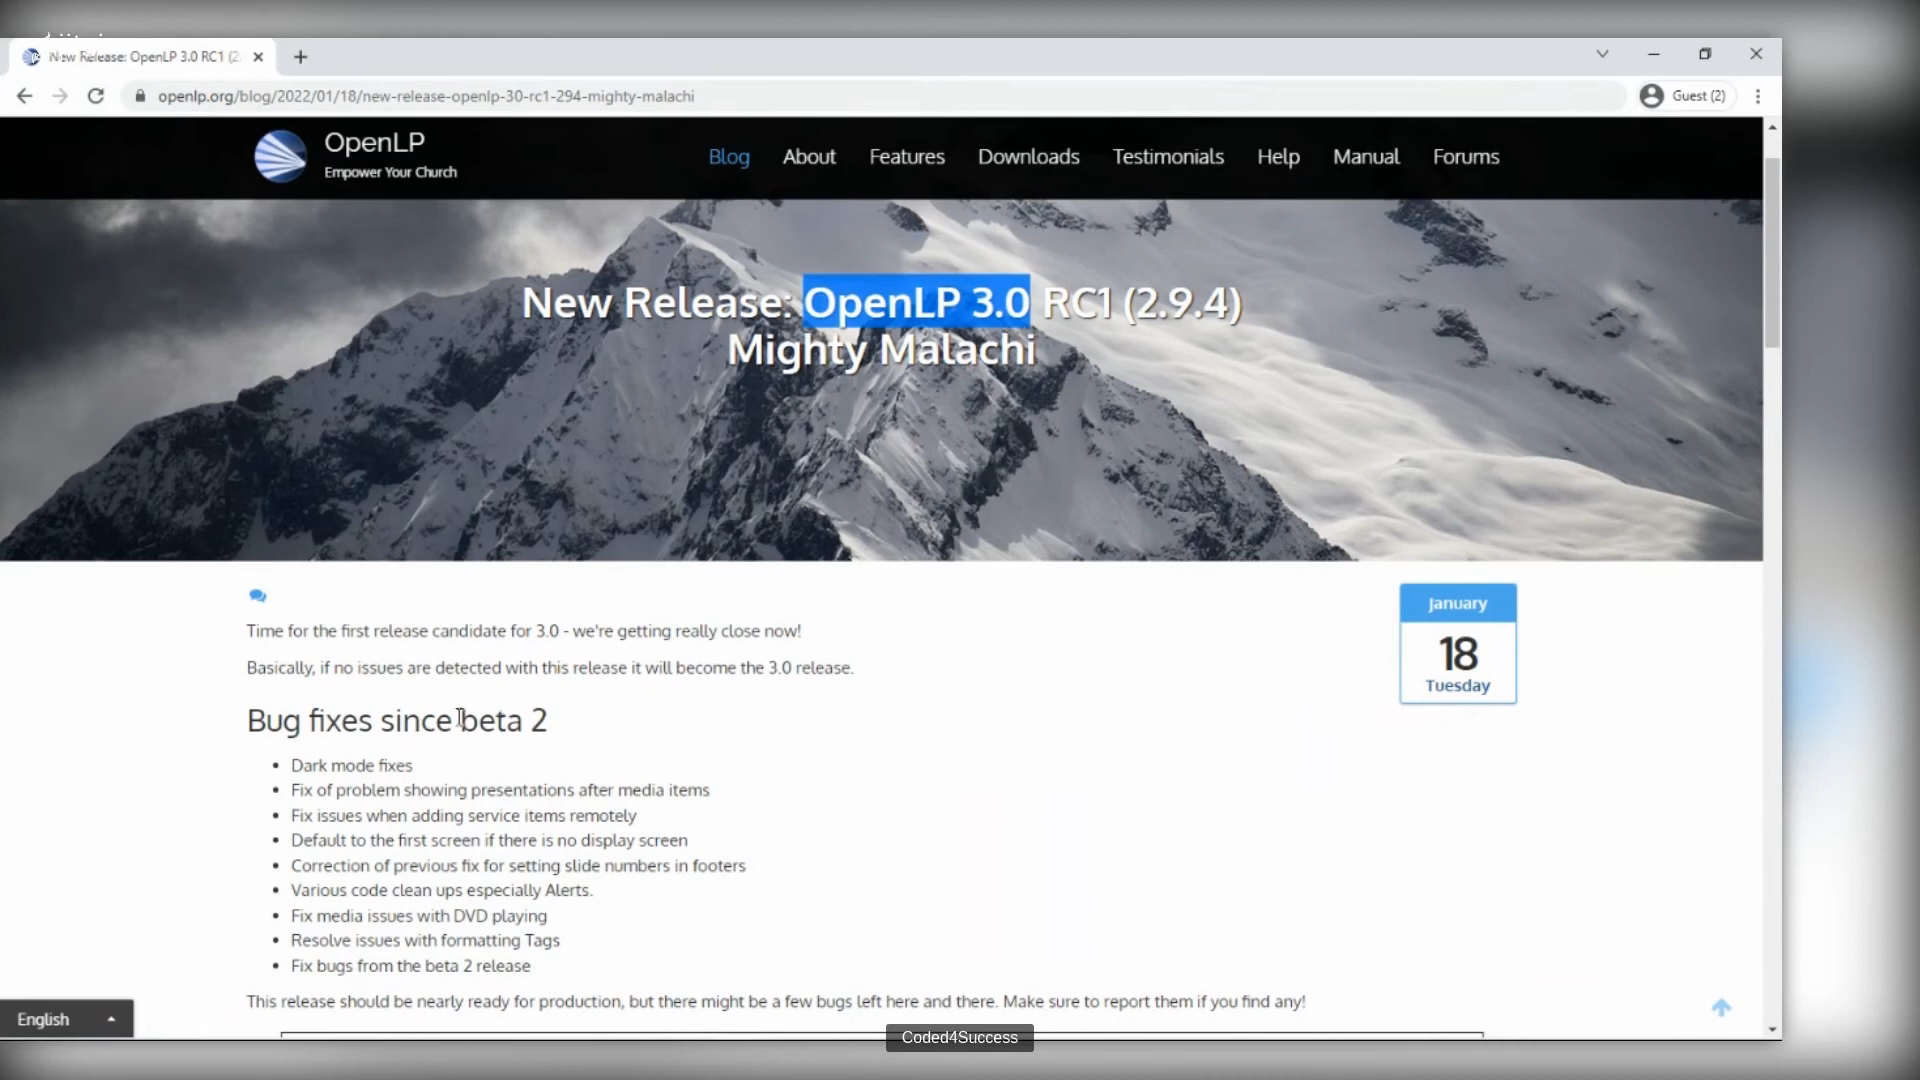 New Release: OpenLP 3.0 RC1 (2
openlp.org/blog/2022/01/18/new-release-openlp-30-rc1-294-mighty-malachi
Guest (2)
OpenLP
Empower Your Church
Blog About Features Downloads Testimonials Help Manual Forums
New Release: OpenLP 3.0 RC1 (2.9.4)
Mighty Malachi
January
18
Tuesday
Time for the first release candidate for 3.0 - we're getting really close now!
Basically, if no issues are detected with this release it will become the 3.0 release.
Bug fixes since beta 2
• Dark mode fixes
• Fix of problem showing presentations after media items
• Fix issues when adding service items remotely
• Default to the first screen if there is no display screen
• Correction of previous fix for setting slide numbers in footers
• Various code clean ups especially Alerts.
• Fix media issues with DVD playing
• Resolve issues with formatting Tags
• Fix bugs from the beta 2 release
This release should be nearly ready for production, but there might be a few bugs left here and there. Make sure to report them if you find any!
English
Coded4Success